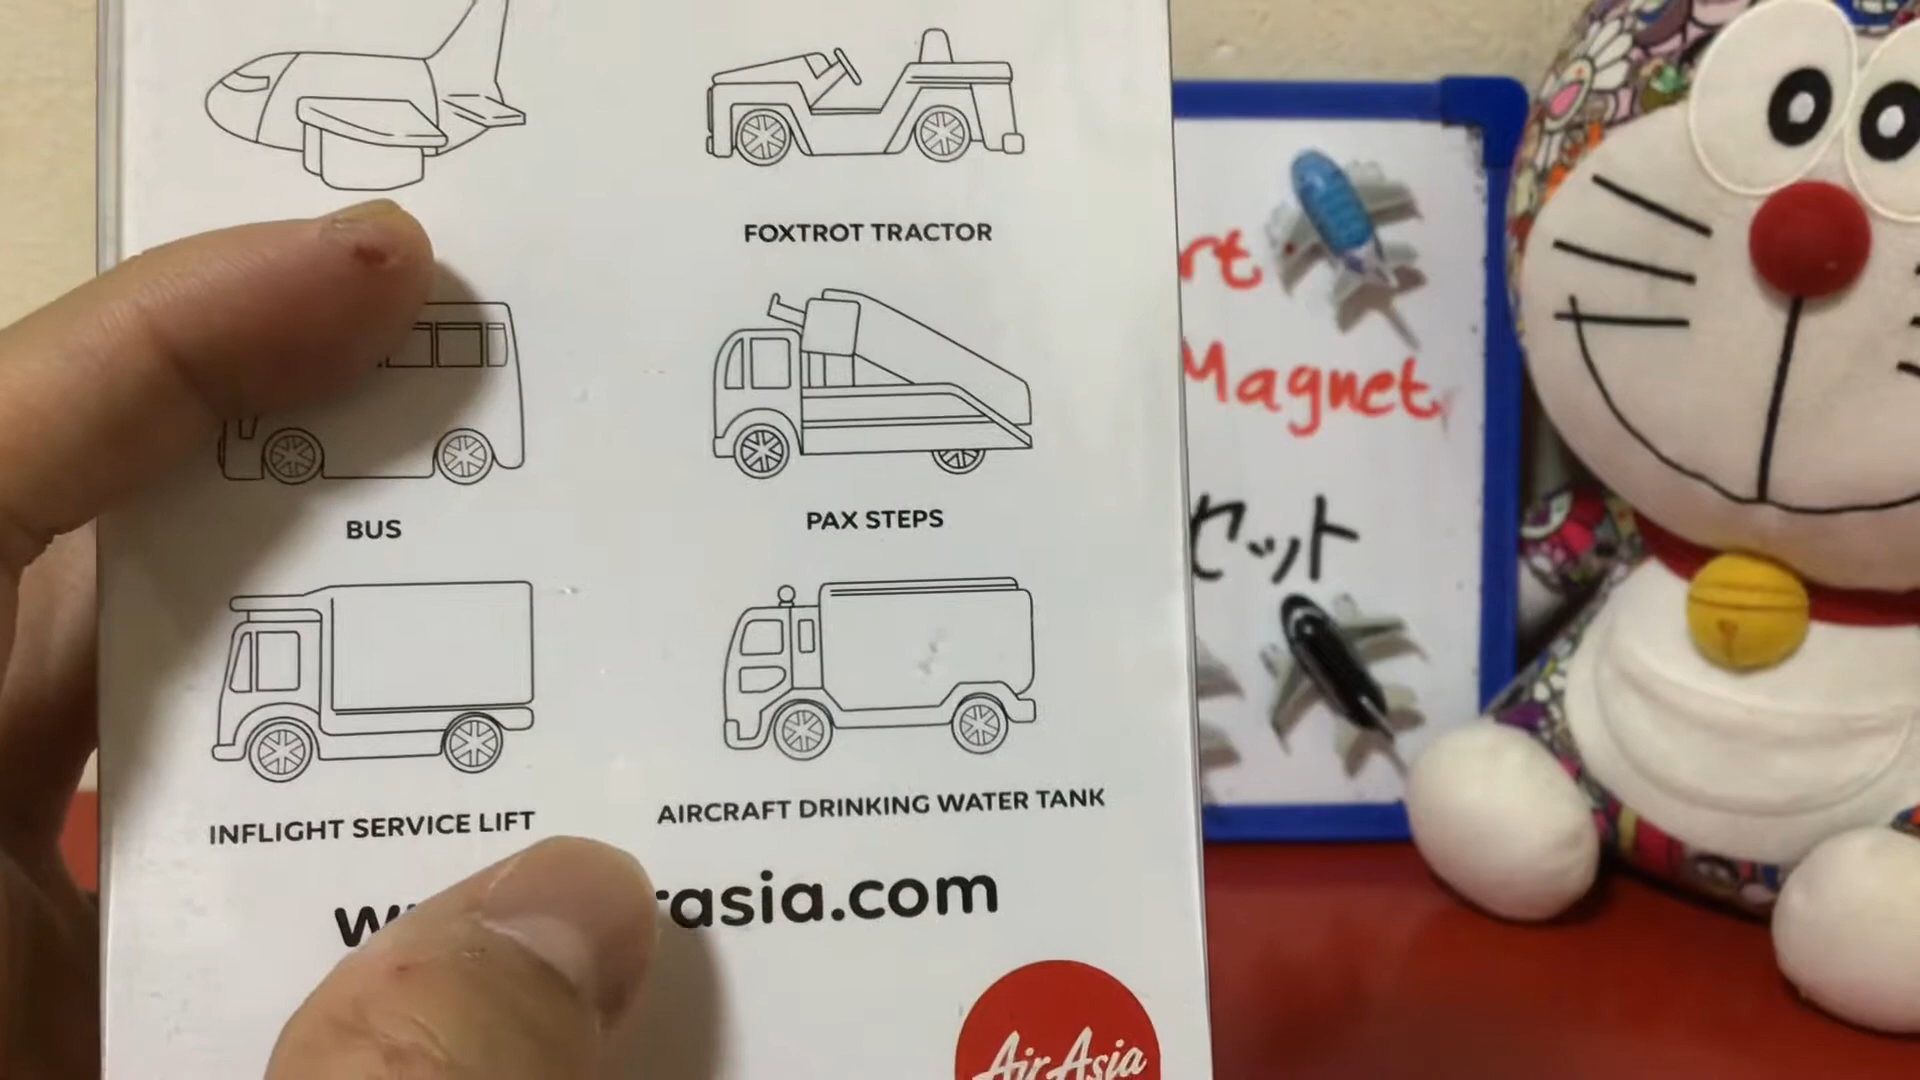 FOXTROT TRACTOR
BUS
PAX STEPS
INFLIGHT SERVICE LIFT
AIRCRAFT DRINKING WATER TANK
rasia.com
AirAsia
rt
Magnet
セット